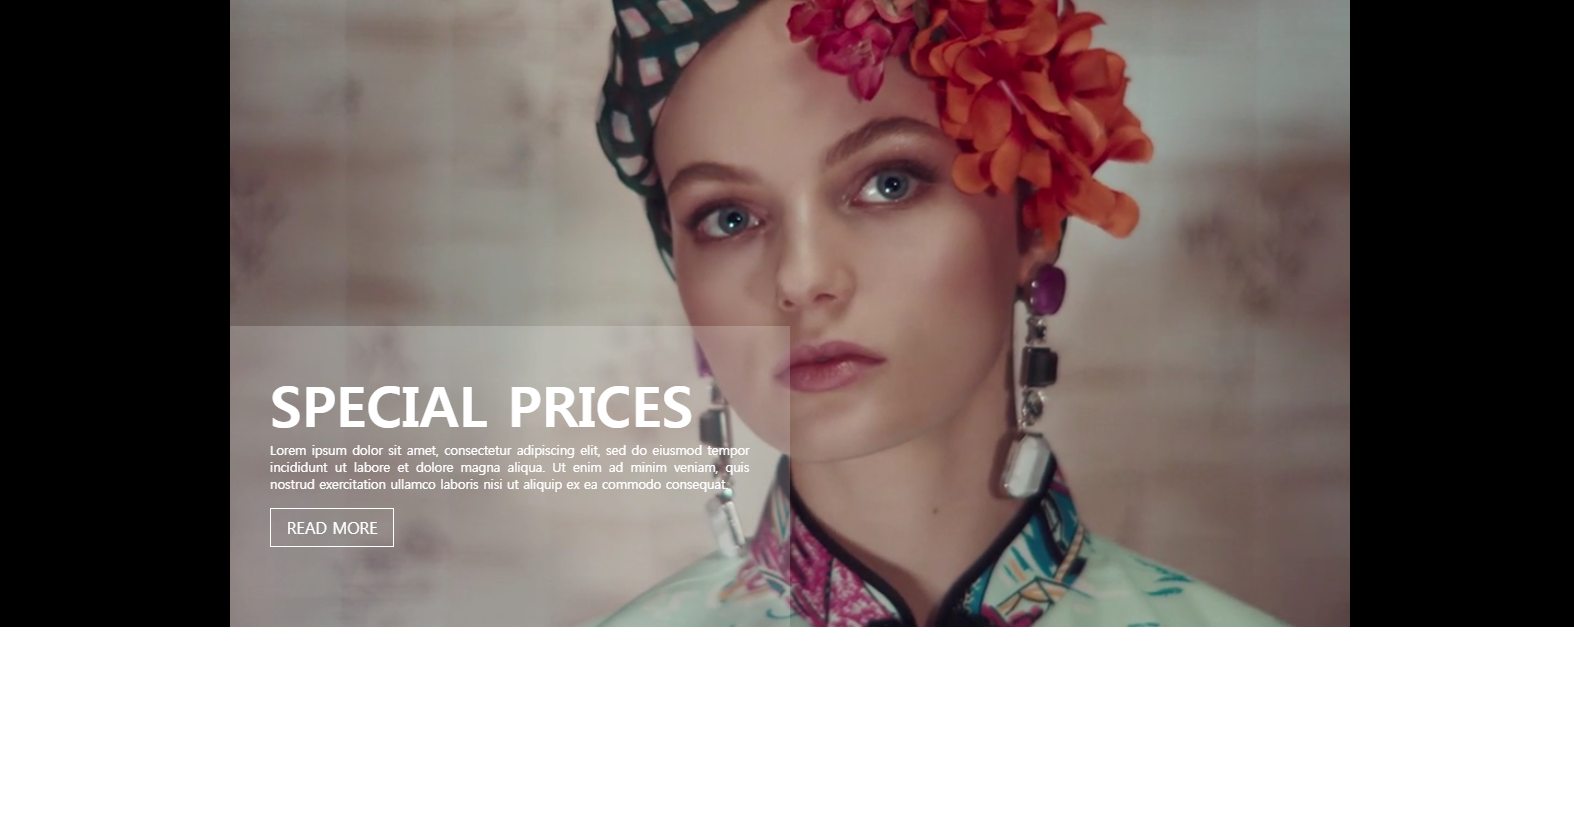 SPECIAL PRICES
Lorem ipsum dolor sit amet, consectetur adipiscing elit, sed do eiusmod tempor
incididunt ut labore et dolore magna aliqua. Ut enim ad minim veniam, quis
nostrud exercitation ullamco laboris nisi ut aliquip ex ea commodo consequat.
READ MORE